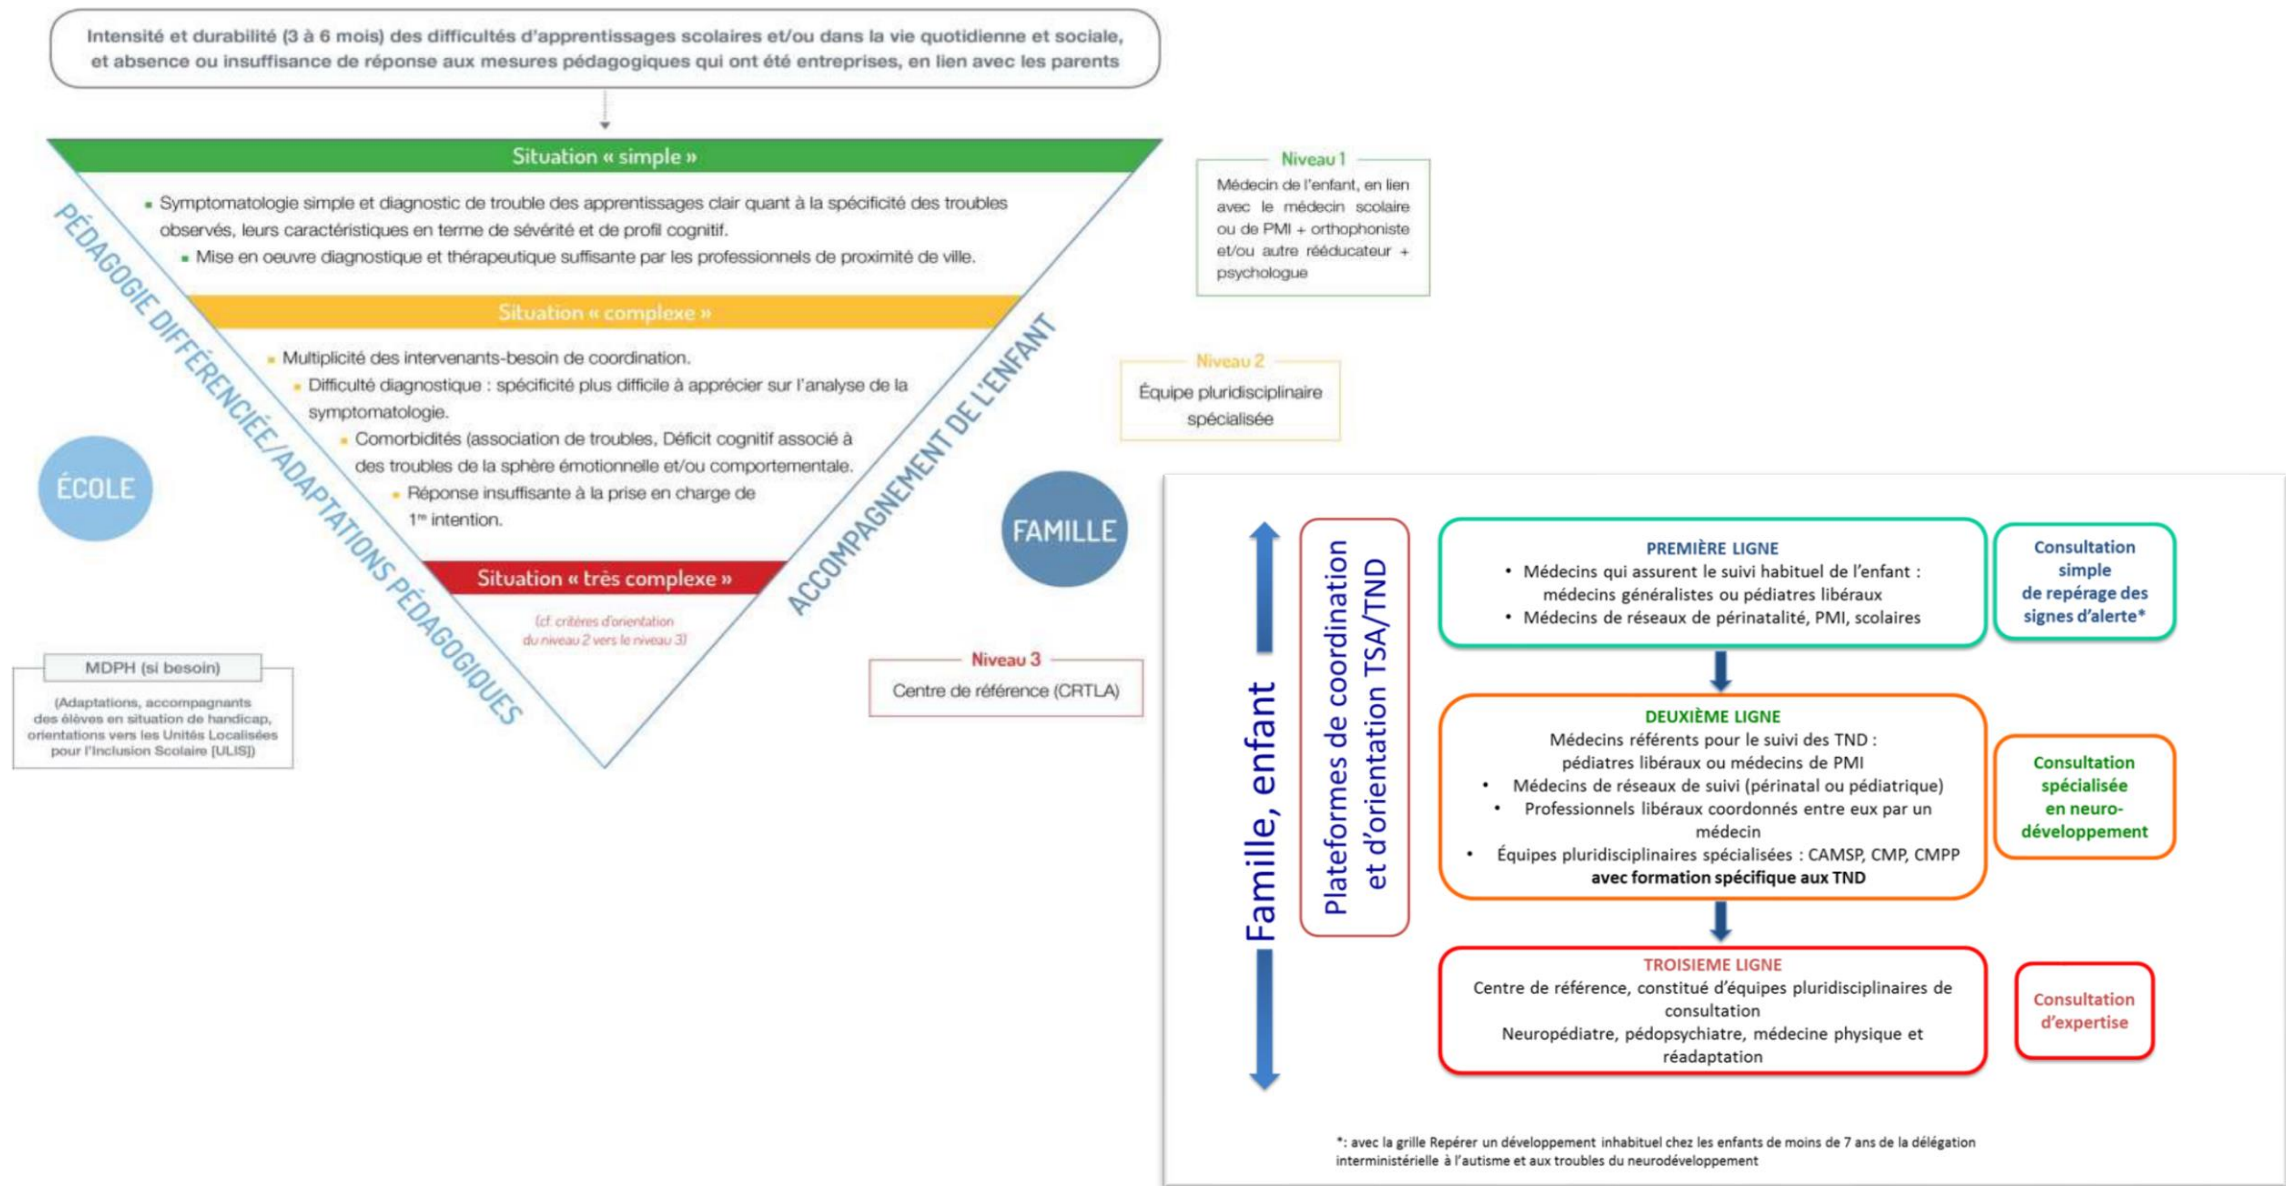 Intensité et durabilité (3 à 6 mois) des difficultés d'apprentissages scolaires et/ou dans la vie quotidienne et sociale,
et absence ou insuffisance de réponse aux mesures pédagogiques qui ont été entreprises, en lien avec les parents
Situation « simple »
▪ Symptomatologie simple et diagnostic de trouble des apprentissages clair quant à la spécificité des troubles
observés, leurs caractéristiques en terme de sévérité et de profil cognitif.
▪ Mise en oeuvre diagnostique et thérapeutique suffisante par les professionnels de proximité de ville.
Situation « complexe »
▪ Multiplicité des intervenants-besoin de coordination.
▪ Difficulté diagnostique : spécificité plus difficile à apprécier sur l'analyse de la
symptomatologie.
▪ Comorbidités (association de troubles, Déficit cognitif associé à
des troubles de la sphère émotionnelle et/ou comportementale.
▪ Réponse insuffisante à la prise en charge de
1re intention.
Situation « très complexe »
(cf. critères d'orientation
du niveau 2 vers le niveau 3)
PÉDAGOGIE DIFFÉRENCIÉE/ADAPTATIONS PÉDAGOGIQUES
ACCOMPAGNEMENT DE L'ENFANT
ÉCOLE
FAMILLE
MDPH (si besoin)
(Adaptations, accompagnants
des élèves en situation de handicap,
orientations vers les Unités Localisées
pour l'Inclusion Scolaire [ULIS])
Niveau 1
Médecin de l'enfant, en lien
avec le médecin scolaire
ou de PMI + orthophoniste
et/ou autre rééducateur +
psychologue
Niveau 2
Équipe pluridisciplinaire
spécialisée
Niveau 3
Centre de référence (CRTLA)
Famille, enfant
Plateformes de coordination
et d'orientation TSA/TND
PREMIÈRE LIGNE
• Médecins qui assurent le suivi habituel de l'enfant :
médecins généralistes ou pédiatres libéraux
• Médecins de réseaux de périnatalité, PMI, scolaires
Consultation
simple
de repérage des
signes d'alerte*
DEUXIÈME LIGNE
Médecins référents pour le suivi des TND :
pédiatres libéraux ou médecins de PMI
• Médecins de réseaux de suivi (périnatal ou pédiatrique)
• Professionnels libéraux coordonnés entre eux par un
médecin
• Équipes pluridisciplinaires spécialisées : CAMSP, CMP, CMPP
avec formation spécifique aux TND
Consultation
spécialisée
en neuro-
développement
TROISIEME LIGNE
Centre de référence, constitué d'équipes pluridisciplinaires de
consultation
Neuropédiatre, pédopsychiatre, médecine physique et
réadaptation
Consultation
d'expertise
*: avec la grille Repérer un développement inhabituel chez les enfants de moins de 7 ans de la délégation
interministérielle à l'autisme et aux troubles du neurodéveloppement